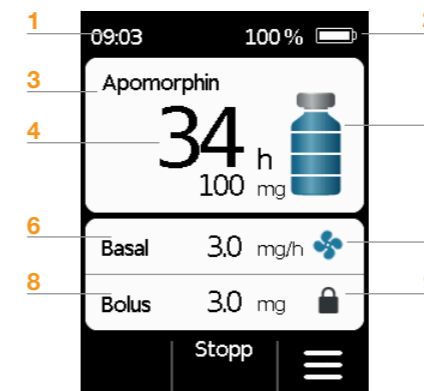 1
09:03 100 %
3
Apomorphin
4
34 h
100 mg
6
Basal 3.0 mg/h
8
Bolus 3.0 mg
Stopp